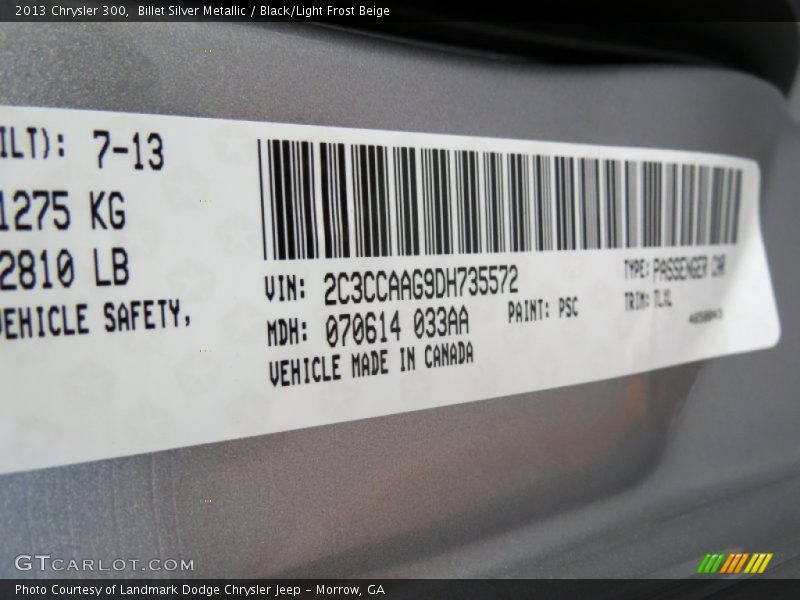 2013 Chrysler 300, Billet Silver Metallic / Black/Light Frost Beige
ILT): 7-13
1275 KG
2810 LB
VEHICLE SAFETY,
VIN: 2C3CCAAG9DH735572
TYPE: PASSENGER CAR
MDH: 070614 033AA
PAINT: PSC
TRIM:
VEHICLE MADE IN CANADA
GTCARLOT.COM
Photo Courtesy of Landmark Dodge Chrysler Jeep – Morrow, GA